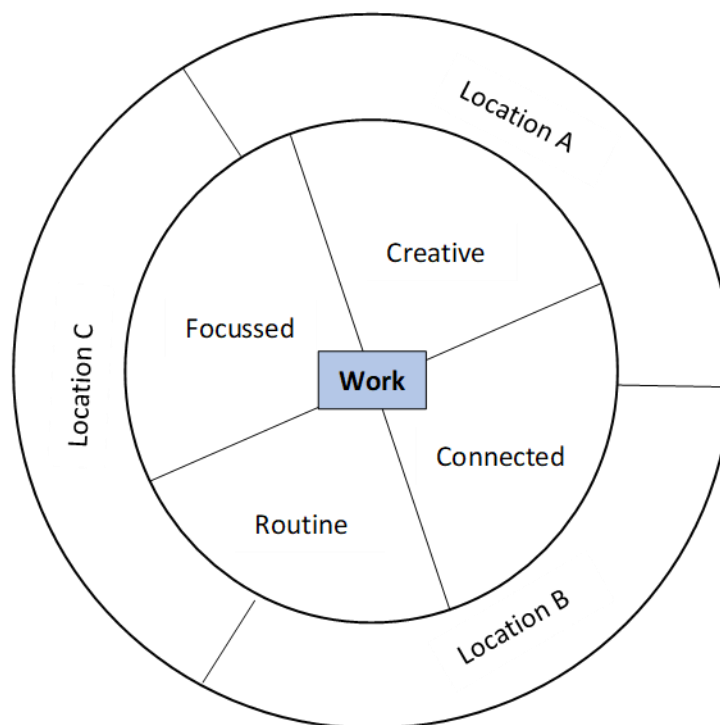 Location A
Creative
Focussed
Location C
Work
Connected
Routine
Location B